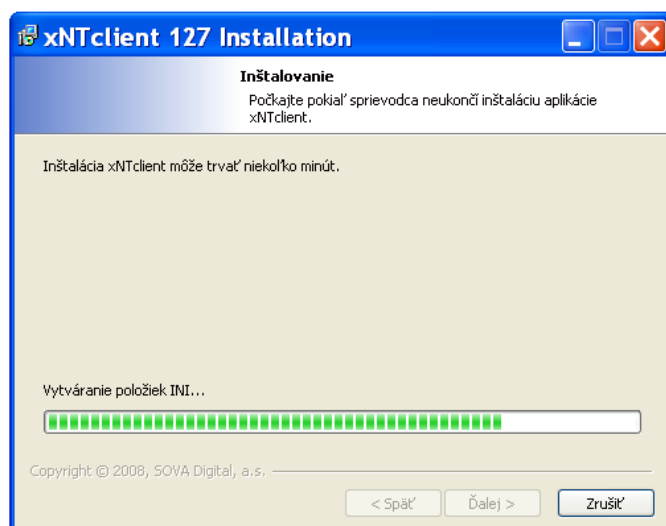 xNTclient 127 Installation
Inštalovanie
Počkajte pokiaľ sprievodca neukončí inštaláciu aplikácie
xNTclient.
Inštalácia xNTclient môže trvať niekoľko minút.
Vytváranie položiek INI...
Copyright © 2008, SOVA Digital, a.s.
< Späť
Ďalej >
Zrušiť